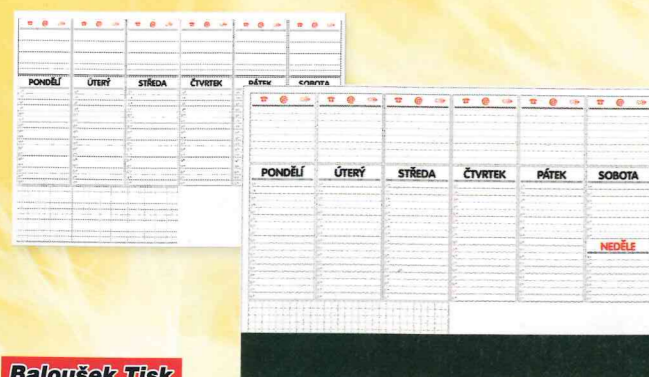 PONDĚLÍ ÚTERÝ STŘEDA ČTVRTEK PÁTEK SOBOTA
PONDĚLÍ ÚTERÝ STŘEDA ČTVRTEK PÁTEK SOBOTA
NEDĚLE
Baloušek Tisk